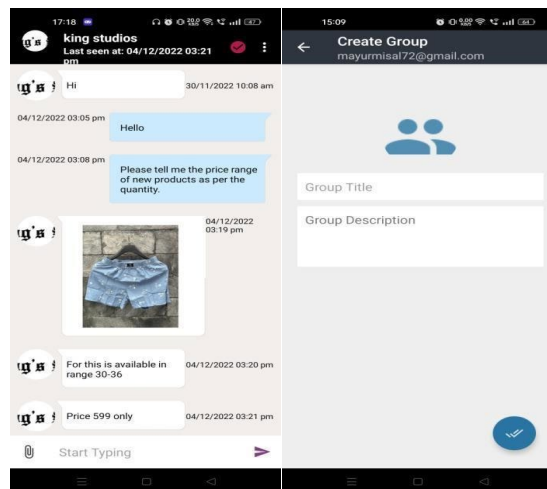 17:18
king studios
Last seen at: 04/12/2022 03:21
pm
Hi
30/11/2022 10:08 am
04/12/2022 03:05 pm
Hello
04/12/2022 03:08 pm
Please tell me the price range
of new products as per the
quantity.
04/12/2022
03:19 pm
For this is available in
range 30-36
04/12/2022 03:20 pm
Price 599 only
04/12/2022 03:21 pm
Start Typing
15:09
Create Group
mayurmisal72@gmail.com
Group Title
Group Description